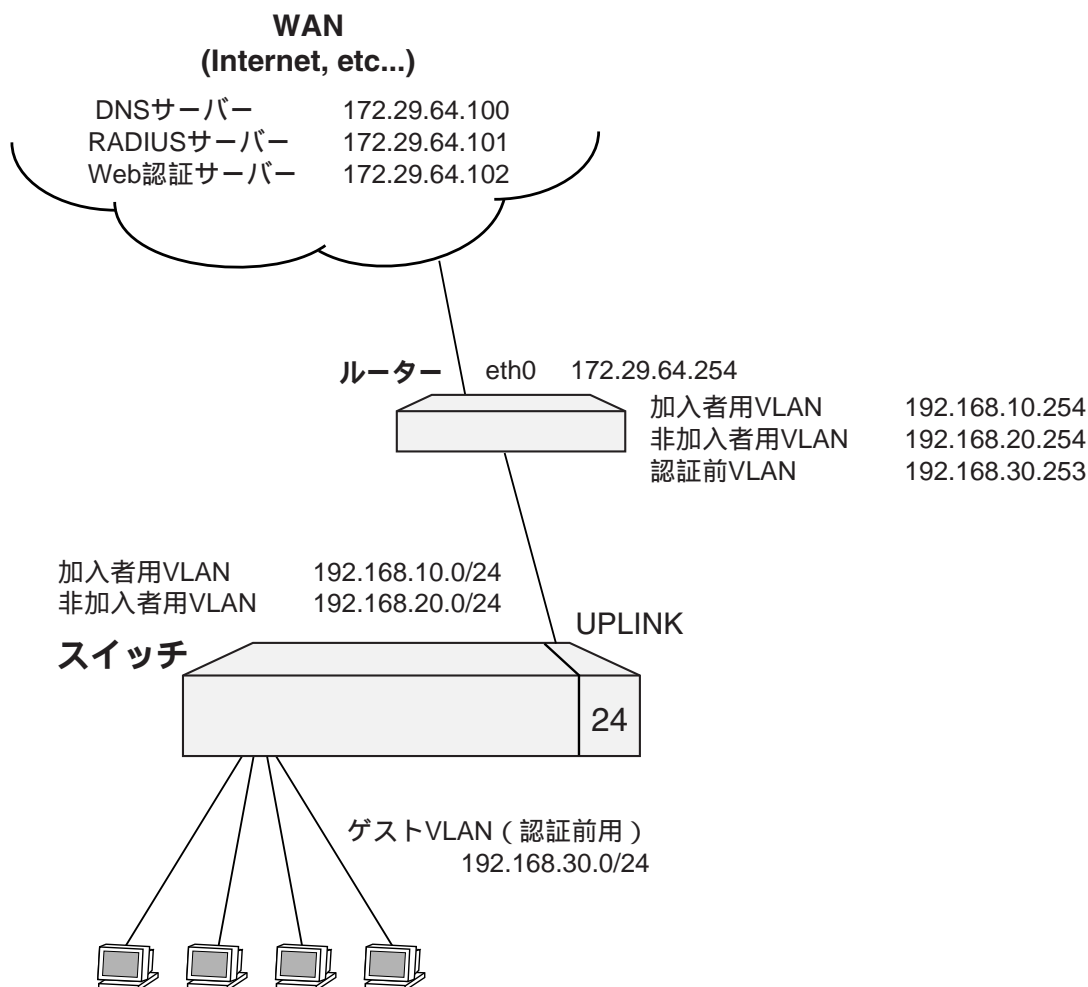 WAN
(Internet, etc...)
DNSサーバー 172.29.64.100
RADIUSサーバー 172.29.64.101
Web認証サーバー 172.29.64.102
ルーター eth0 172.29.64.254
加入者用VLAN 192.168.10.254
非加入者用VLAN 192.168.20.254
認証前VLAN 192.168.30.253
加入者用VLAN 192.168.10.0/24
非加入者用VLAN 192.168.20.0/24
UPLINK
スイッチ
24
ゲストVLAN(認証前用)
192.168.30.0/24